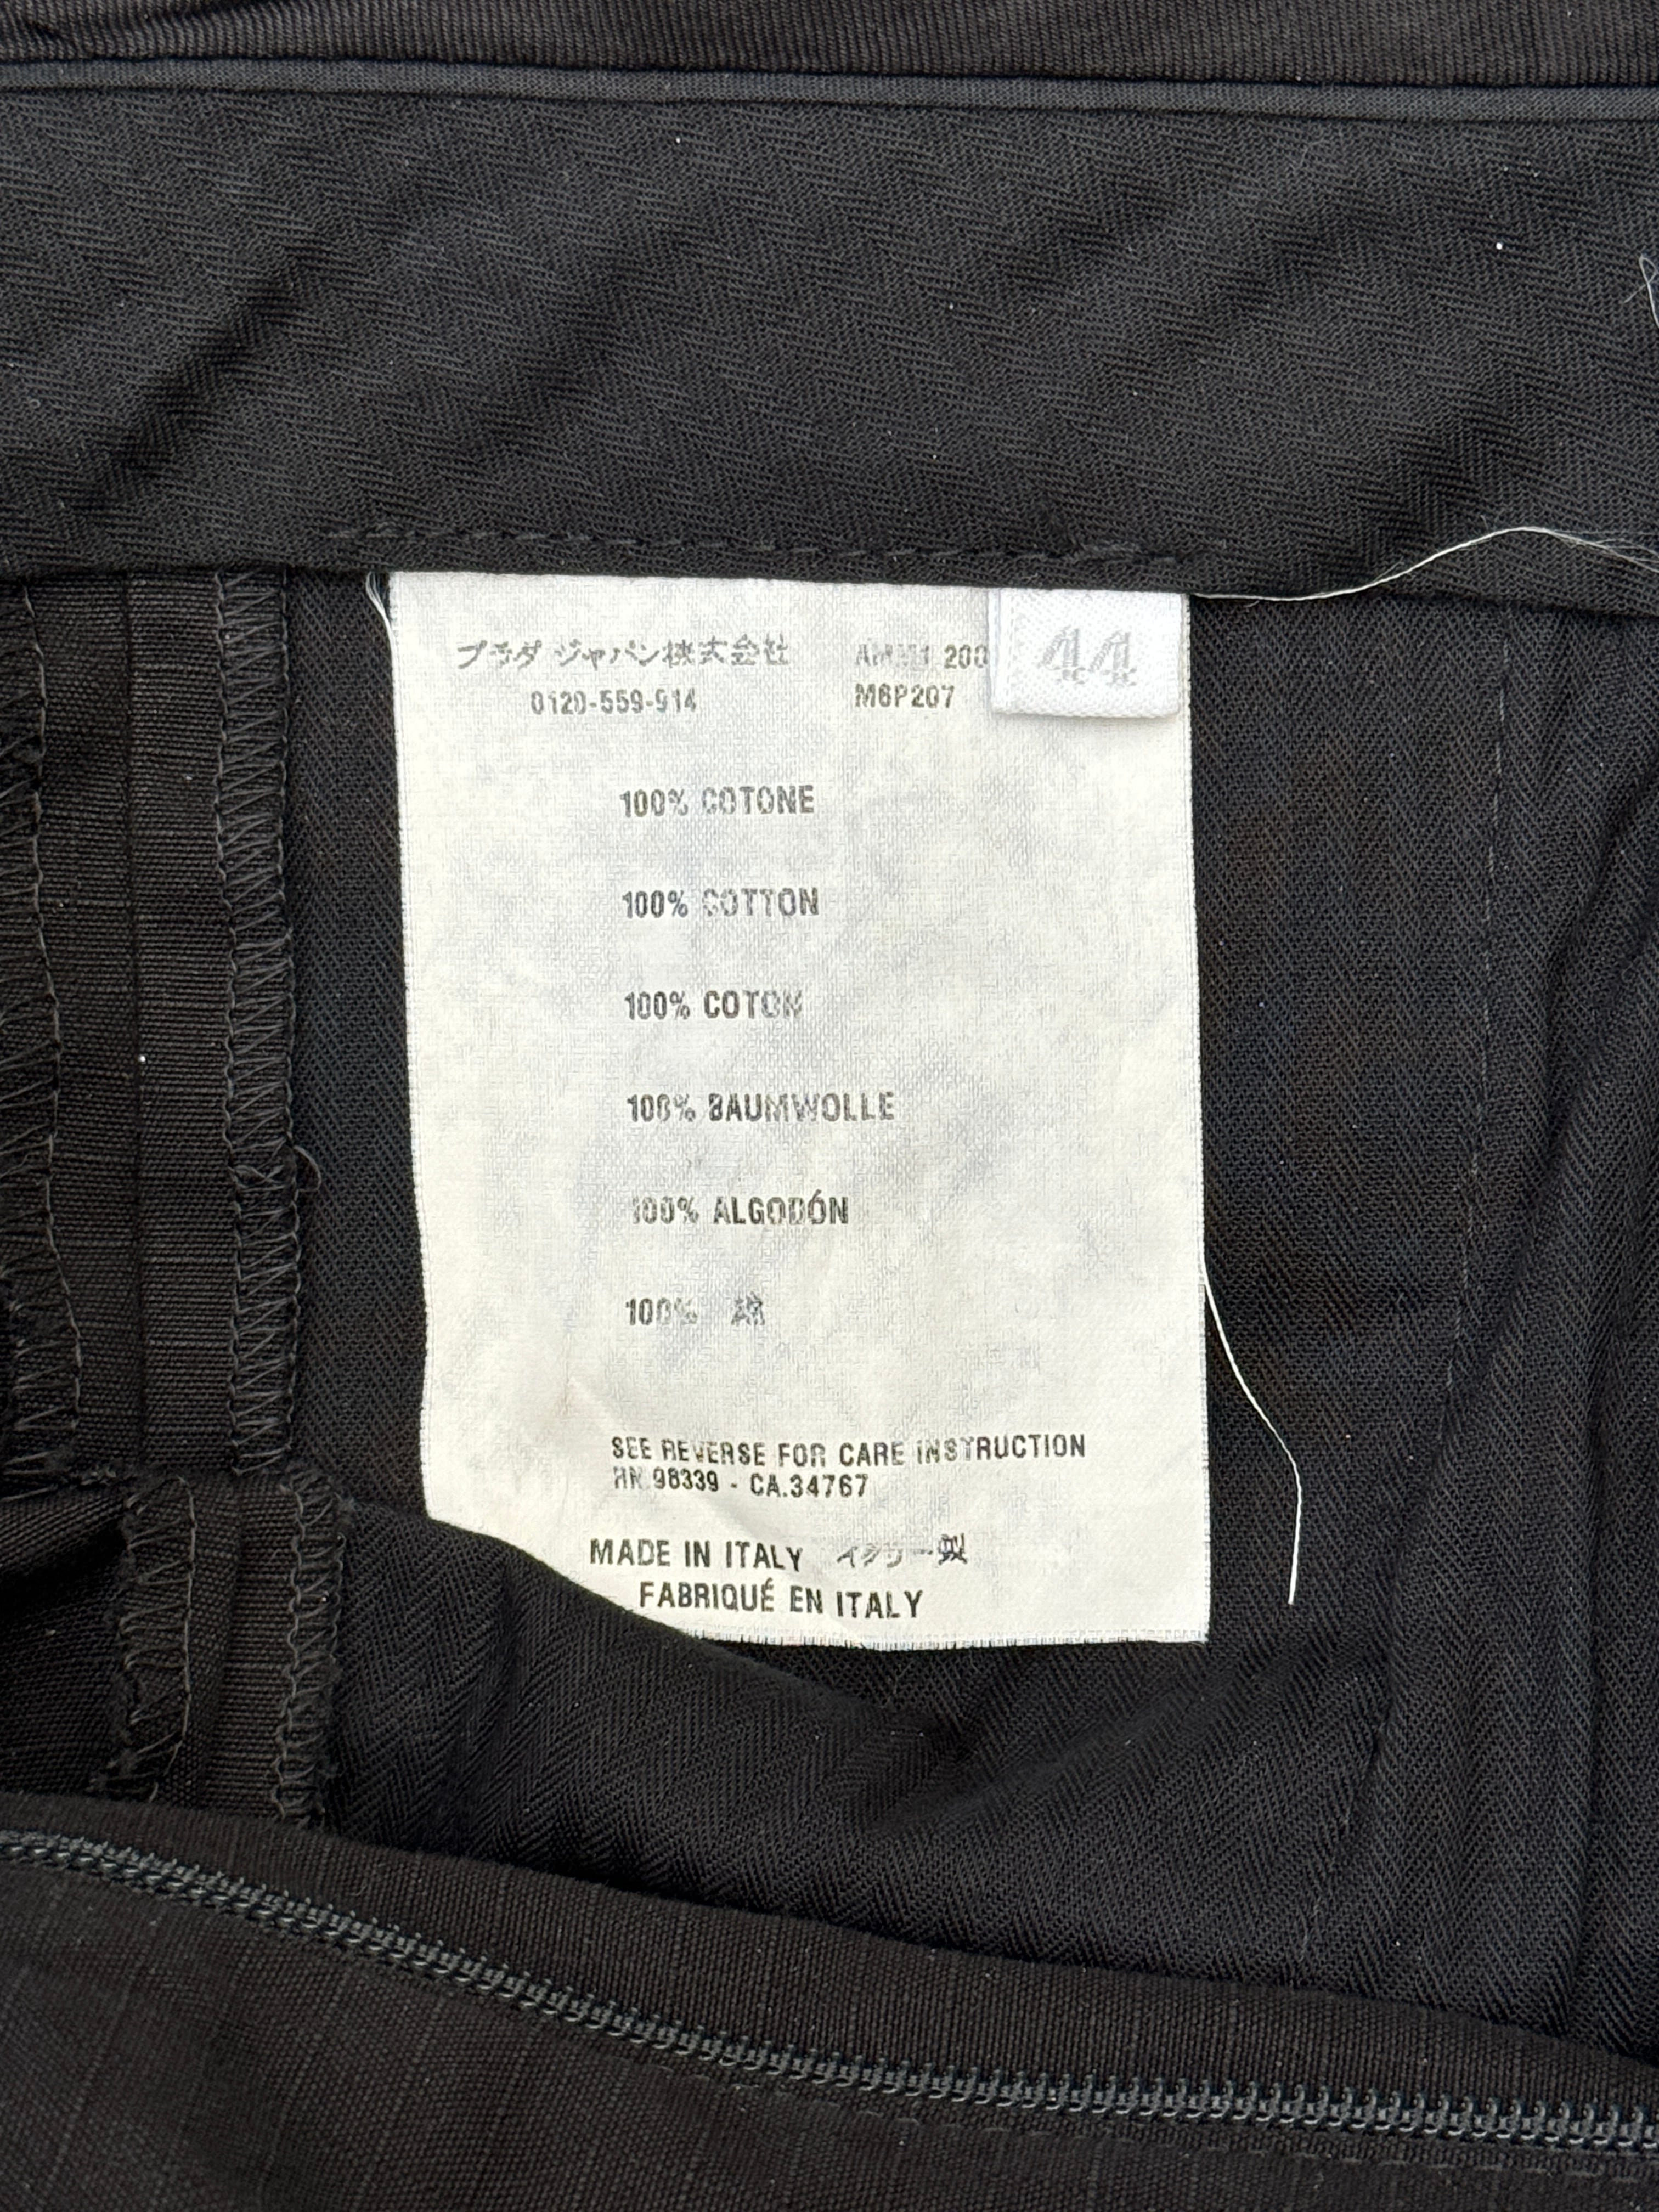 プラダ ジャパン株式会社
0120-559-914
200
M6P207
44
100% COTONE
100% COTTON
100% COTON
100% BAUMWOLLE
100% ALGODÓN
100% 綿
SEE REVERSE FOR CARE INSTRUCTION
RN 98339 - CA.34767
MADE IN ITALY イタリー製
FABRIQUÉ EN ITALY